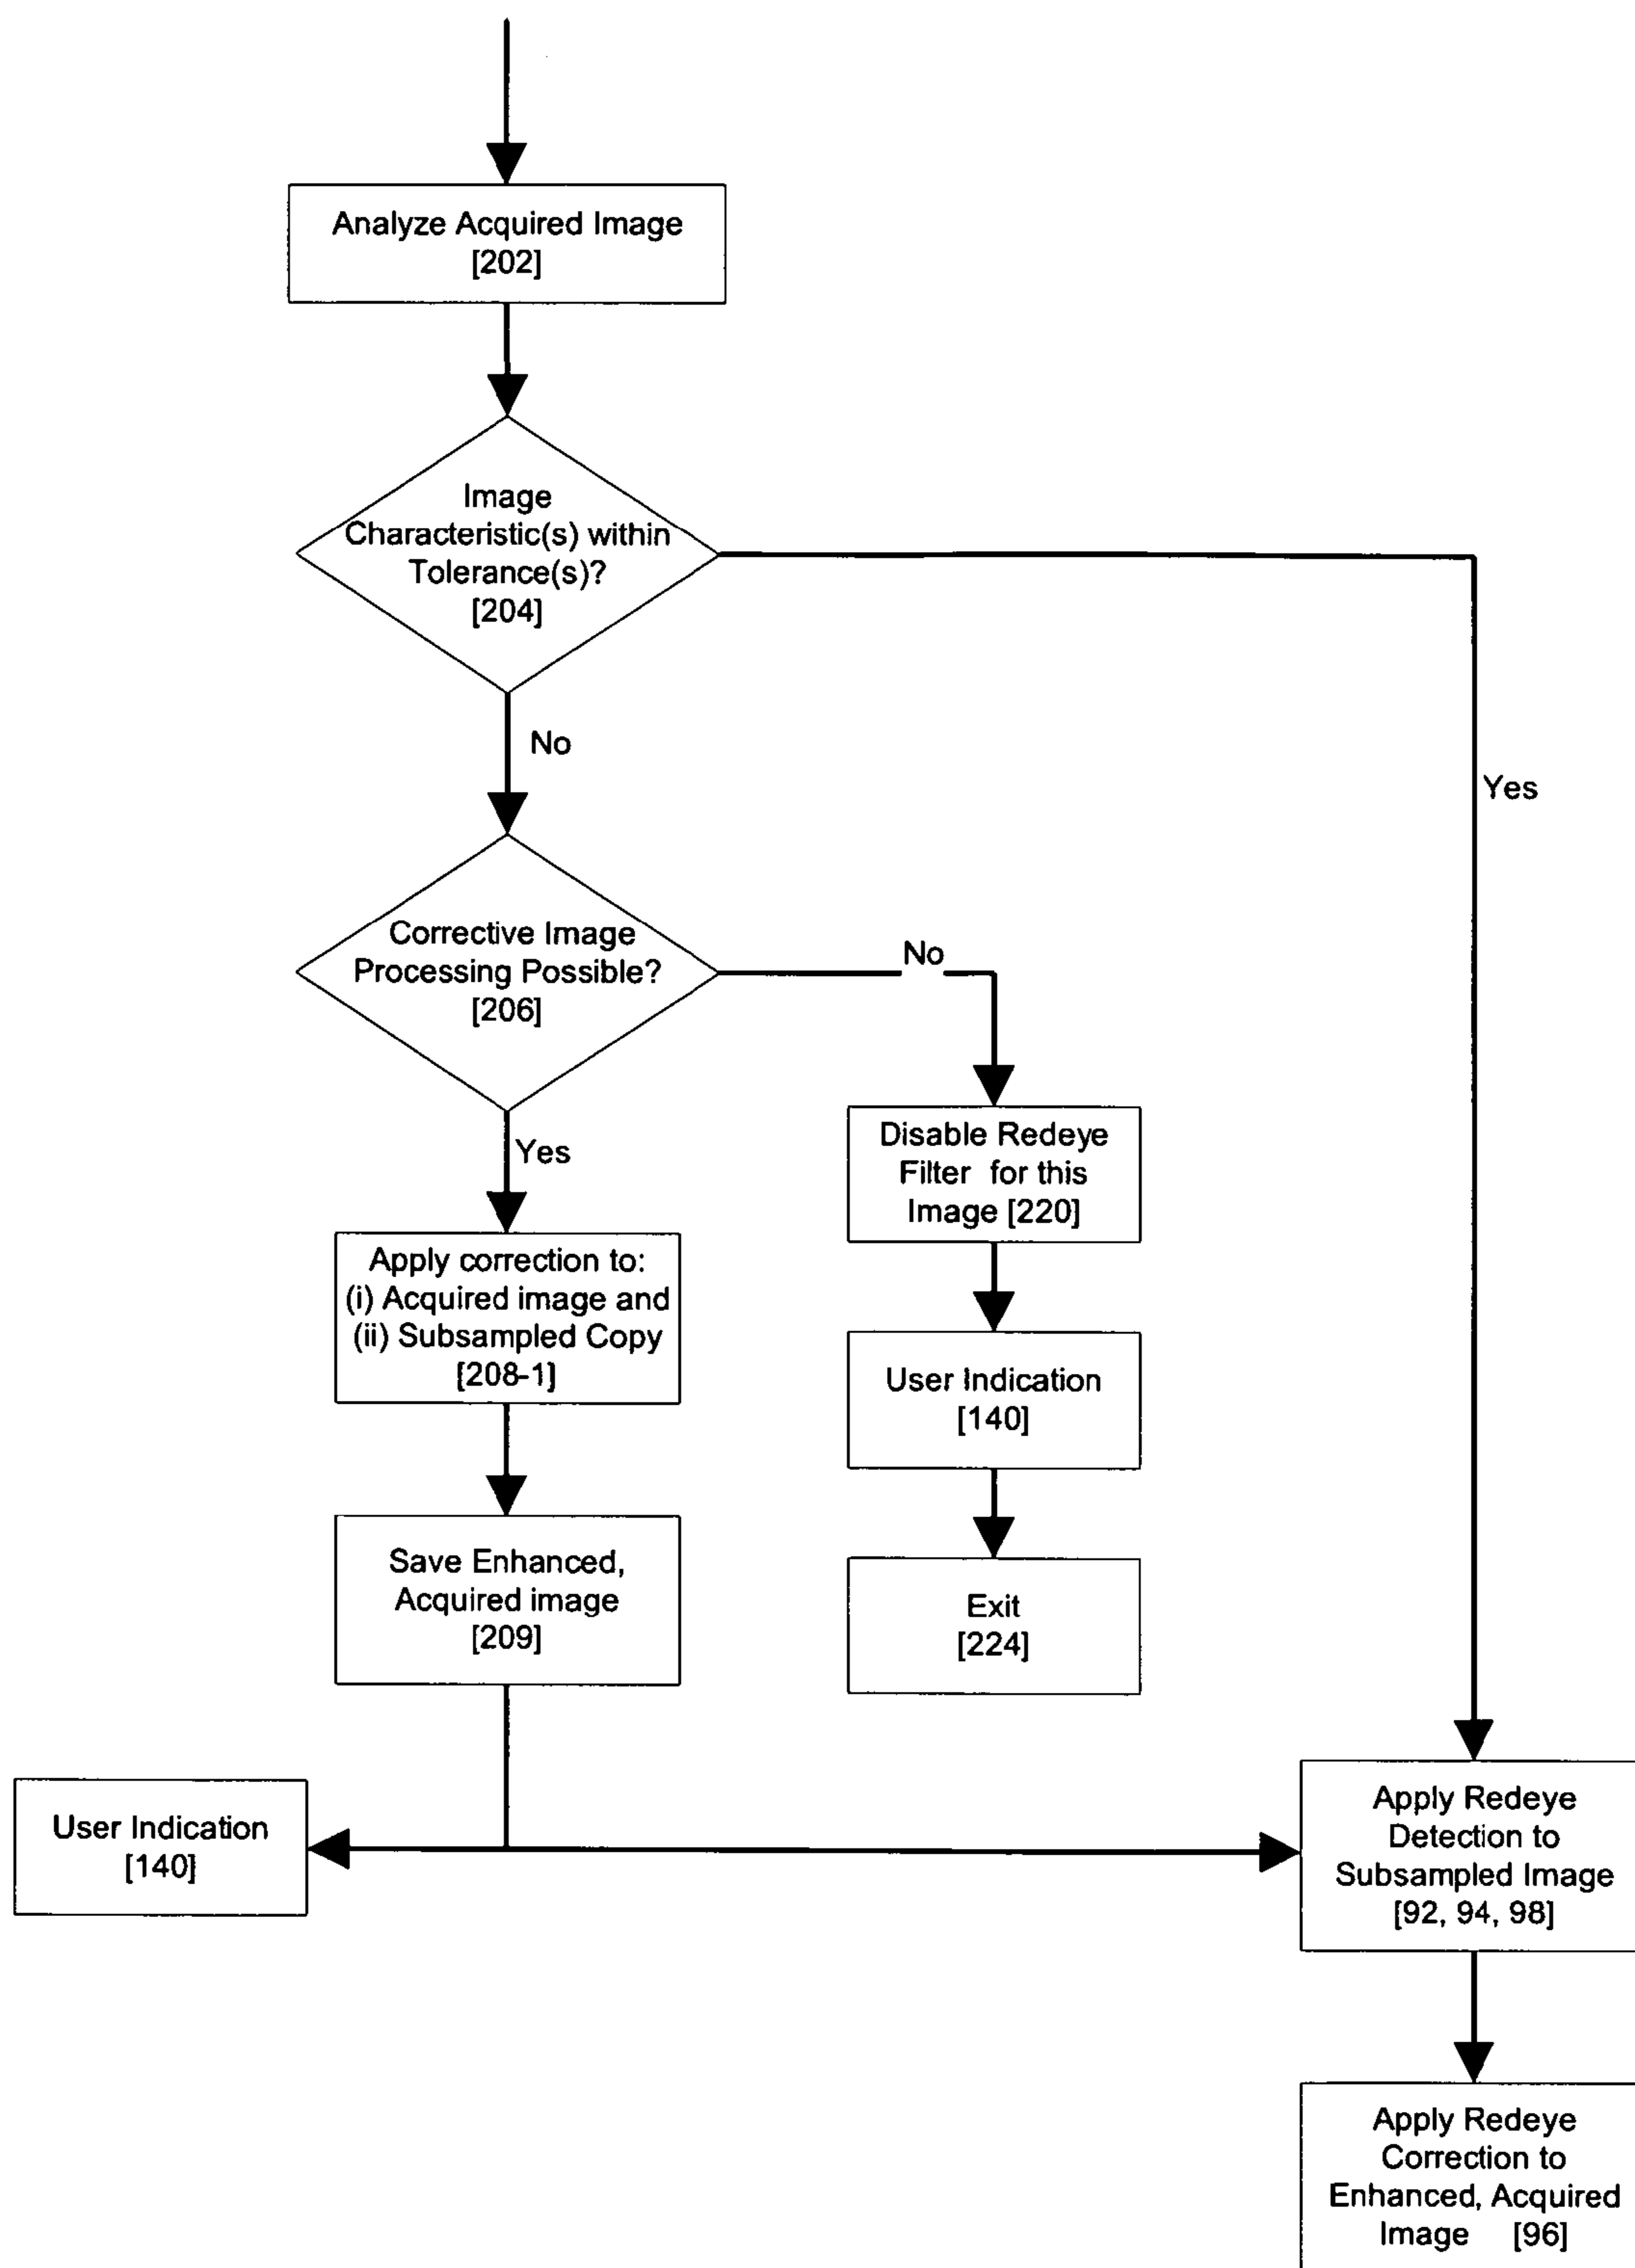 Analyze Acquired Image
[202]
Image
Characteristic(s) within
Tolerance(s)?
[204]
No
Yes
Corrective Image
Processing Possible?
[206]
No
Yes
Disable Redeye
Filter for this
Image [220]
Apply correction to:
(i) Acquired image and
(ii) Subsampled Copy
[208-1]
User Indication
[140]
Save Enhanced,
Acquired image
[209]
Exit
[224]
User Indication
[140]
Apply Redeye
Detection to
Subsampled Image
[92, 94, 98]
Apply Redeye
Correction to
Enhanced, Acquired
Image [96]